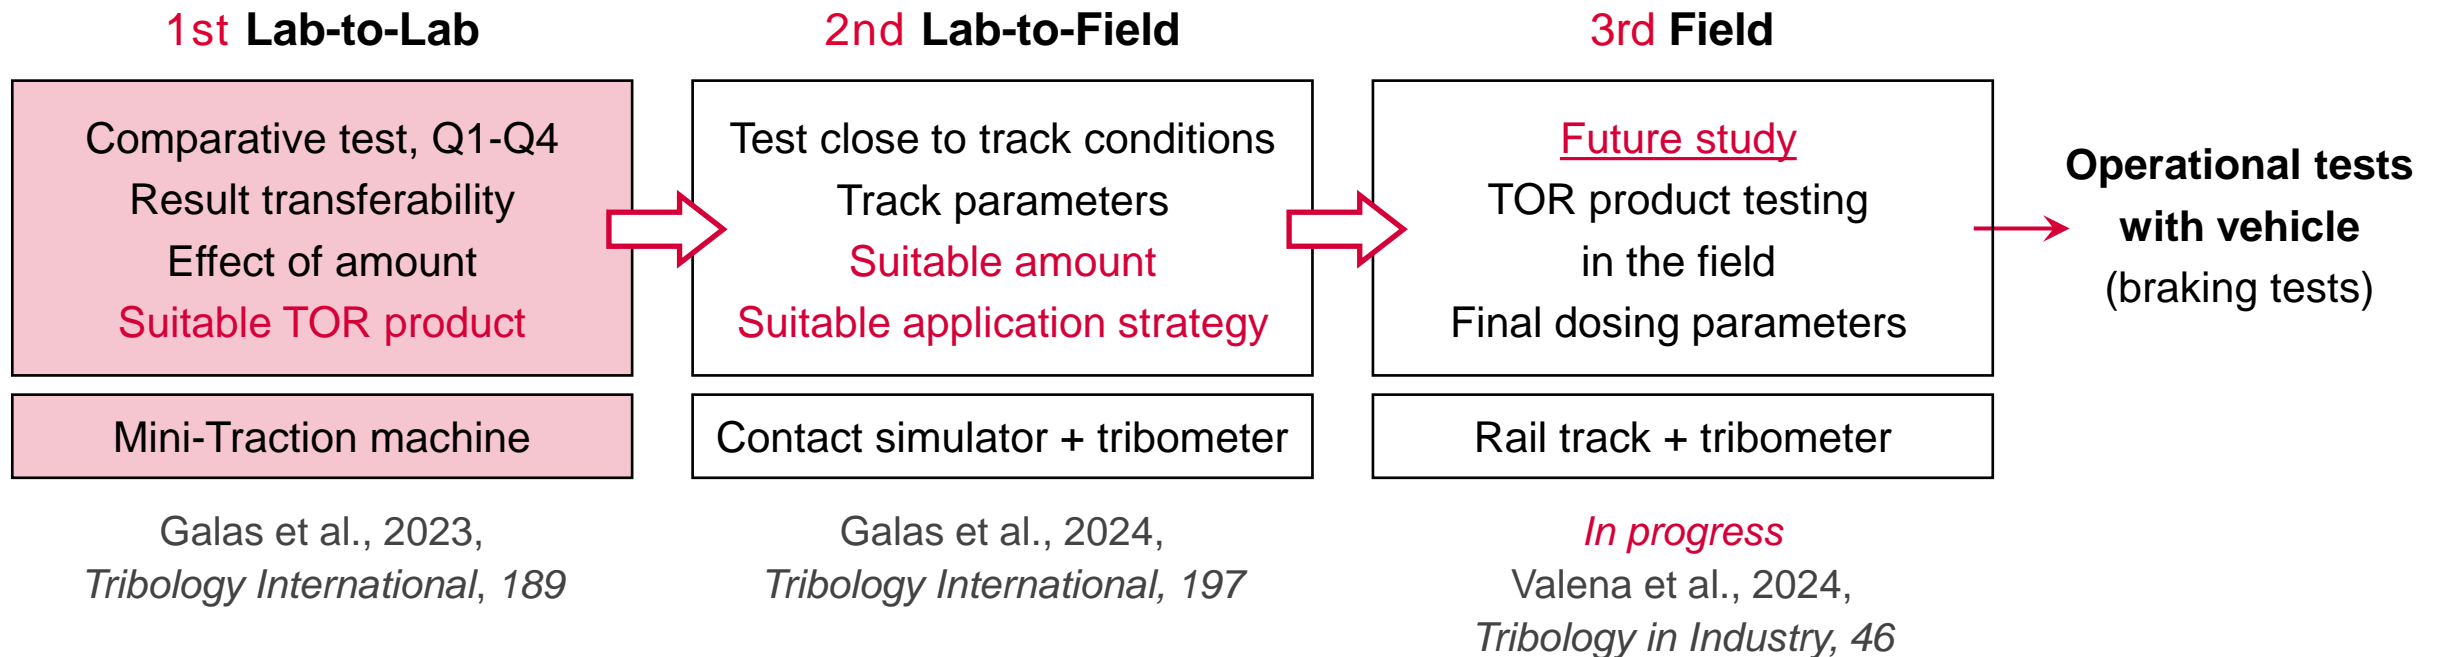 1st Lab-to-Lab
Comparative test, Q1-Q4
Result transferability
Effect of amount
Suitable TOR product
Mini-Traction machine
Galas et al., 2023,
Tribology International, 189
2nd Lab-to-Field
Test close to track conditions
Track parameters
Suitable amount
Suitable application strategy
Contact simulator + tribometer
Galas et al., 2024,
Tribology International, 197
3rd Field
Future study
TOR product testing
in the field
Final dosing parameters
Rail track + tribometer
In progress
Valena et al., 2024,
Tribology in Industry, 46
Operational tests
with vehicle
(braking tests)